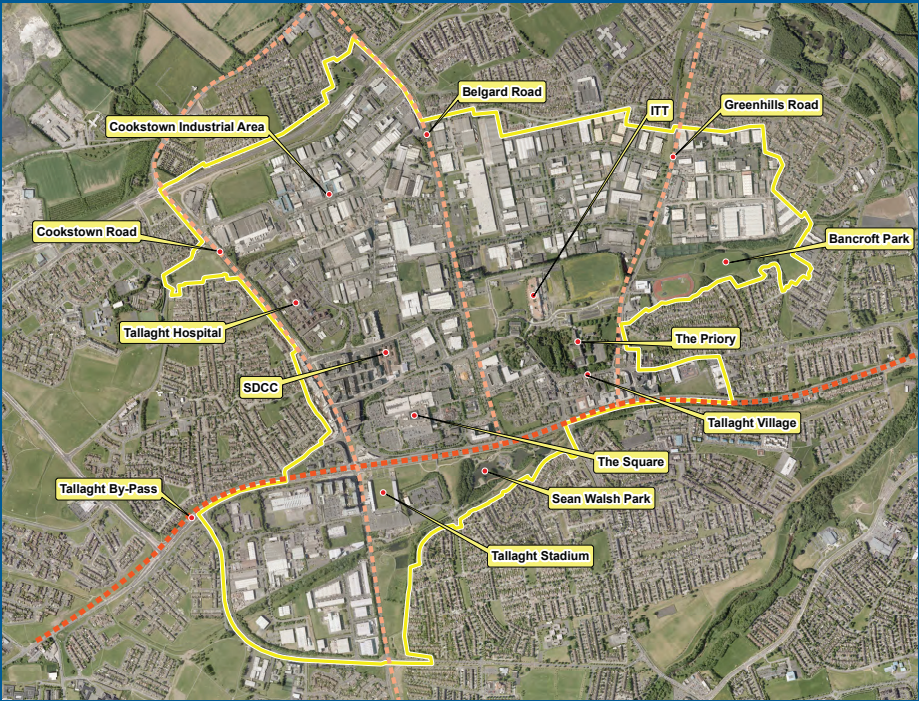 Belgard Road
ITT
Greenhills Road
Cookstown Industrial Area
Cookstown Road
Bancroft Park
Tallaght Hospital
The Priory
SDCC
Tallaght Village
The Square
Tallaght By-Pass
Sean Walsh Park
Tallaght Stadium